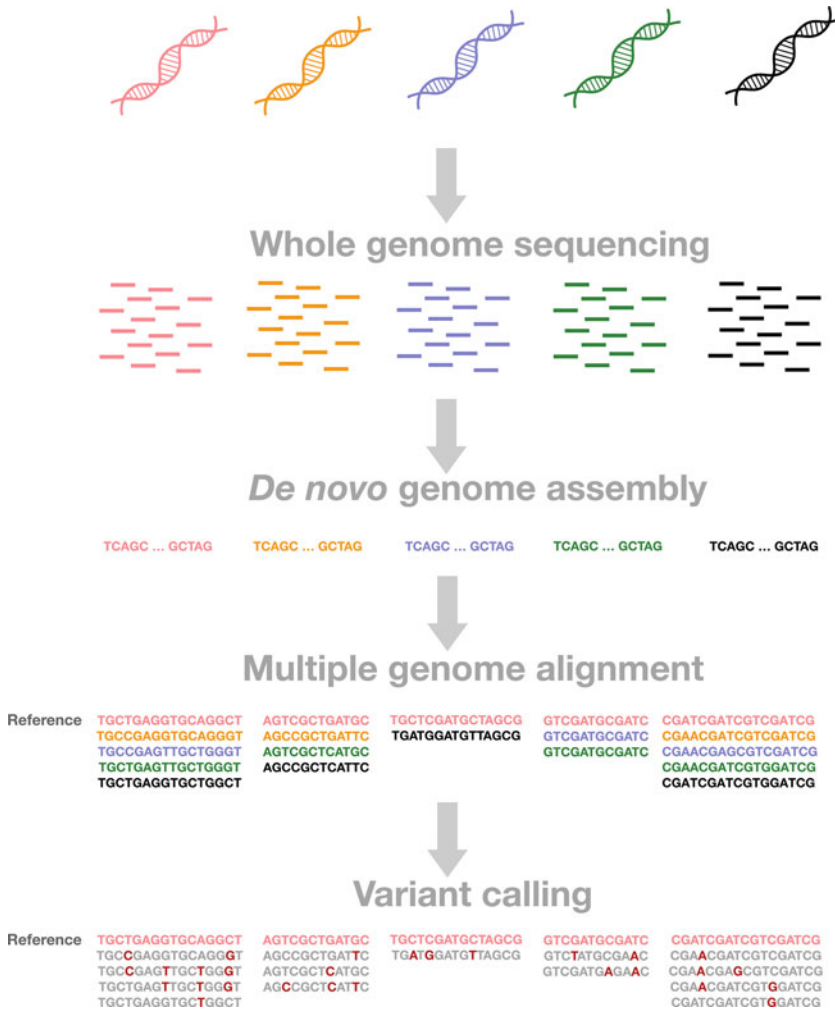 Whole genome sequencing
De novo genome assembly
TCAGC ... GCTAG TCAGC ... GCTAG TCAGC ... GCTAG TCAGC ... GCTAG TCAGC ... GCTAG
Multiple genome alignment
Reference TGCTGAGGTGCAGGCT AGTCGCTGATGC TGCTCGATGCTAGCG GTCGATGCGATC CGATCGATCGTCGATCG
TGCCGAGGTGCAGGGT AGCCGCTGATTC TGATGGATGTTAGCG GTCGATGCGATC CGAACGATCGTCGATCG
TGCCGAGTTGCTGGGT AGTCGCTCATGC GTCGATGCGATC CGAACGAGCGTCGATCG
TGCTGAGTTGCTGGGT AGCCGCTCATTC CGAACGATCGTGGATCG
TGCTGAGGTGCTGGCT CGATCGATCGTGGATCG
Variant calling
Reference TGCTGAGGTGCAGGCT AGTCGCTGATGC TGCTCGATGCTAGCG GTCGATGCGATC CGATCGATCGTCGATCG
TGCCGAGGTGCAGGGT AGCCGCTGATTC TGATGGATGTTAGCG GTCTATGCGAAC CGAACGATCGTCGATCG
TGCCGAGTTGCTGGGT AGTCGCTCATGC GTCGATGAGAAC CGAACGAGCGTCGATCG
TGCTGAGTTGCTGGGT AGCCGCTCATTC CGAACGATCGTGGATCG
TGCTGAGGTGCTGGCT CGATCGATCGTGGATCG